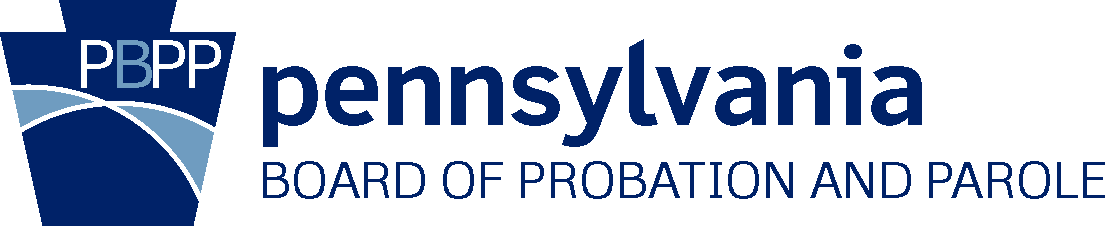 PBPP
pennsylvania
BOARD OF PROBATION AND PAROLE